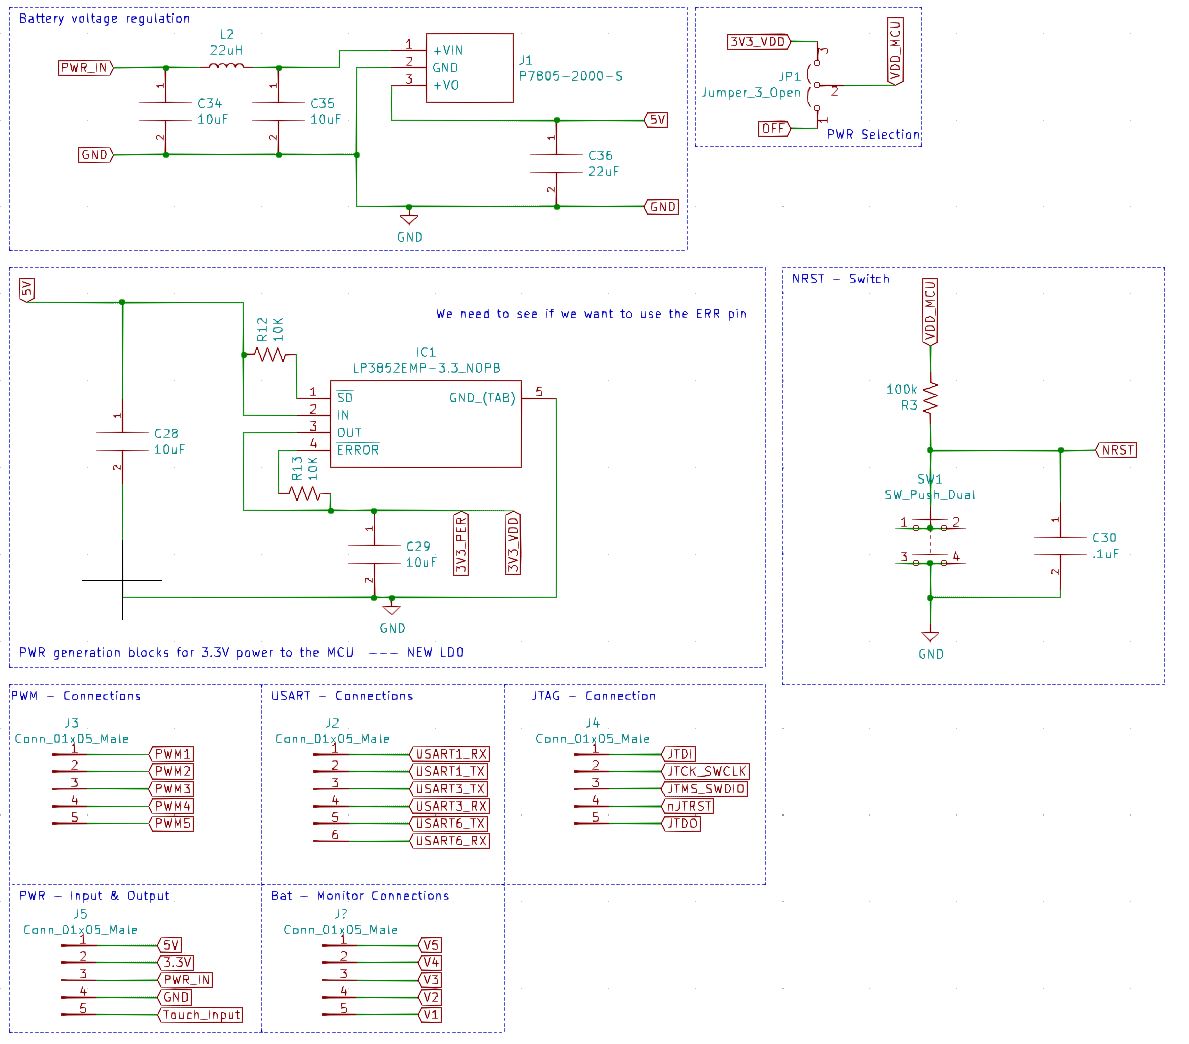 Battery voltage regulation
L2
22uH
PWR_IN
1
C34
10uF
2
1
C35
10uF
2
GND
1
+VIN
2
GND
3
+VO
J1
P7805-2000-S
5V
1
C36
22uF
2
GND
GND
3V3_VDD
3
VDD_MCU
JP1
Jumper_3_Open
2
OFF
1
PWR Selection
5V
We need to see if we want to use the ERR pin
R12
10K
IC1
LP3852EMP-3.3_NOPB
1
SD
2
IN
3
OUT
4
ERROR
GND_(TAB)
5
1
C28
10uF
2
R13
10K
1
C29
10uF
2
3V3_PER
3V3_VDD
GND
PWR generation blocks for 3.3V power to the MCU --- NEW LDO
NRST - Switch
VDD_MCU
100k
R3
NRST
SW1
SW_Push_Dual
1
2
3
4
1
C30
.1uF
2
GND
PWM - Connections
J3
Conn_01x05_Male
1
PWM1
2
PWM2
3
PWM3
4
PWM4
5
PWM5
USART - Connections
J2
Conn_01x05_Male
1
USART1_RX
2
USART1_TX
3
USART3_TX
4
USART3_RX
5
USART6_TX
6
USART6_RX
JTAG - Connection
J4
Conn_01x05_Male
1
JTDI
2
JTCK_SWCLK
3
JTMS_SWDIO
4
nJTRST
5
JTDO
PWR - Input & Output
J5
Conn_01x05_Male
1
5V
2
3.3V
3
PWR_IN
4
GND
5
Touch_Input
Bat - Monitor Connections
J?
Conn_01x05_Male
1
V5
2
V4
3
V3
4
V2
5
V1